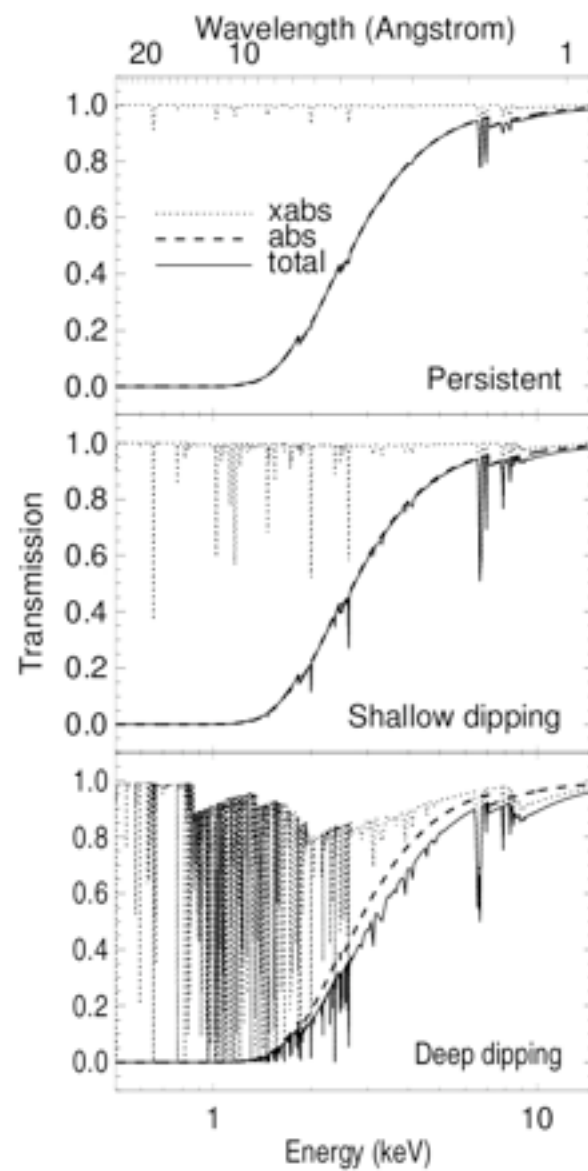 Wavelength (Angstrom)
20 10 1
1.0
0.8
0.6
0.4
0.2
0.0
xabs
abs
total
Persistent
1.0
0.8
0.6
0.4
0.2
0.0
Shallow dipping
Transmission
1.0
0.8
0.6
0.4
0.2
0.0
Deep dipping
1 10
Energy (keV)